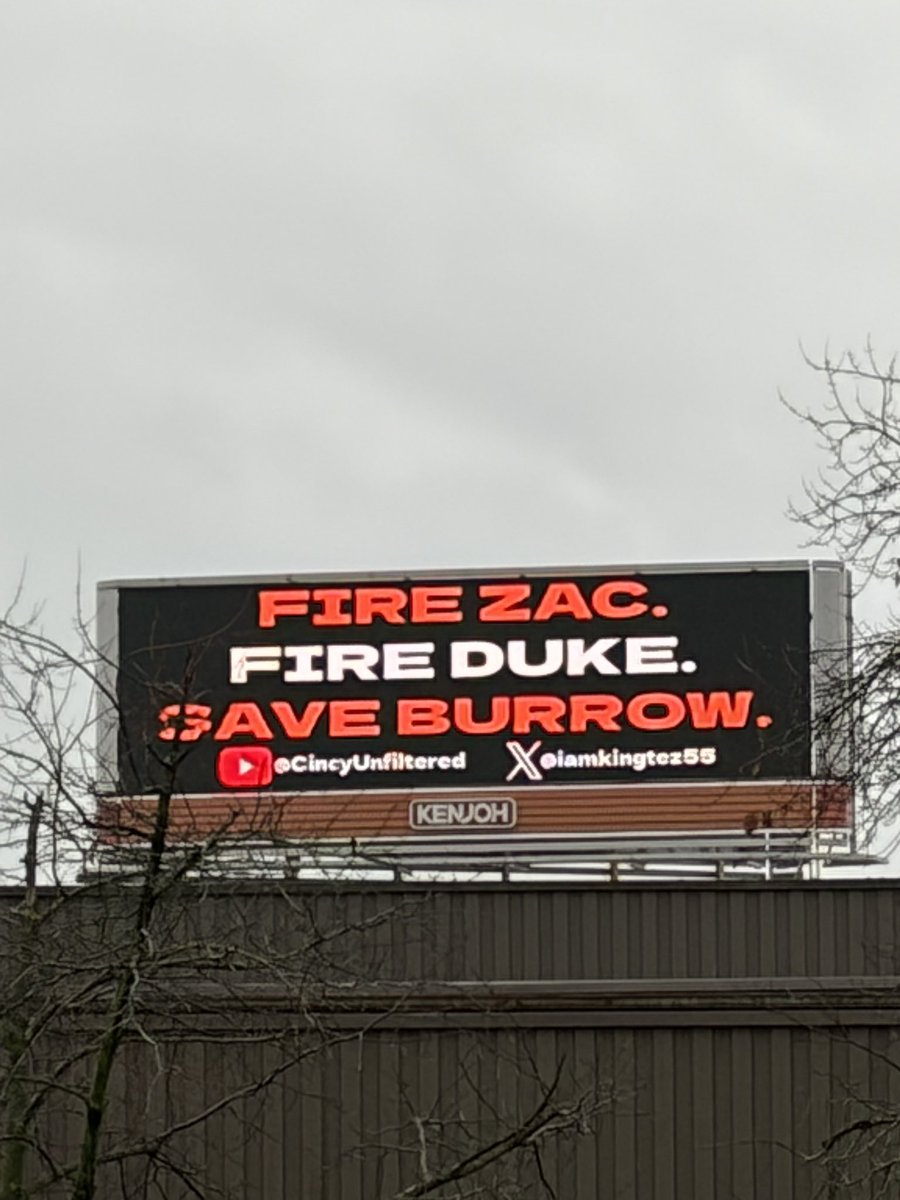 FIRE ZAC.
FIRE DUKE.
SAVE BURROW.
@CincyUnfiltered @iamkingtez55
KENJOH